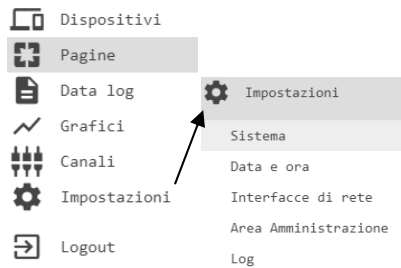 Dispositivi
Pagine
Data log
Grafici
Canali
Impostazioni
Logout
Impostazioni
Sistema
Data e ora
Interfacce di rete
Area Amministrazione
Log